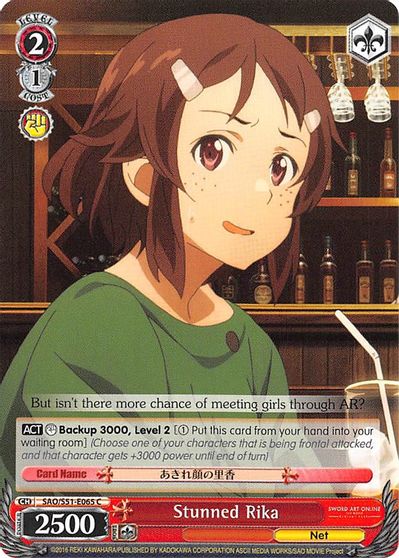 LEVEL
2
1
COST
But isn't there more chance of meeting girls through AR?
ACT Backup 3000, Level 2 [① Put this card from your hand into your
waiting room] (Choose one of your characters that is being frontal attacked,
and that character gets +3000 power until end of turn)
Card Name あきれ顔の里香
CH SAO/S51-E065 C
2500 Stunned Rika
SWORD ART ONLINE
Net
©2016 REKI KAWAHARA/PUBLISHED BY KADOKAWA CORPORATION ASCII MEDIA WORKS/SAO MOVIE Project